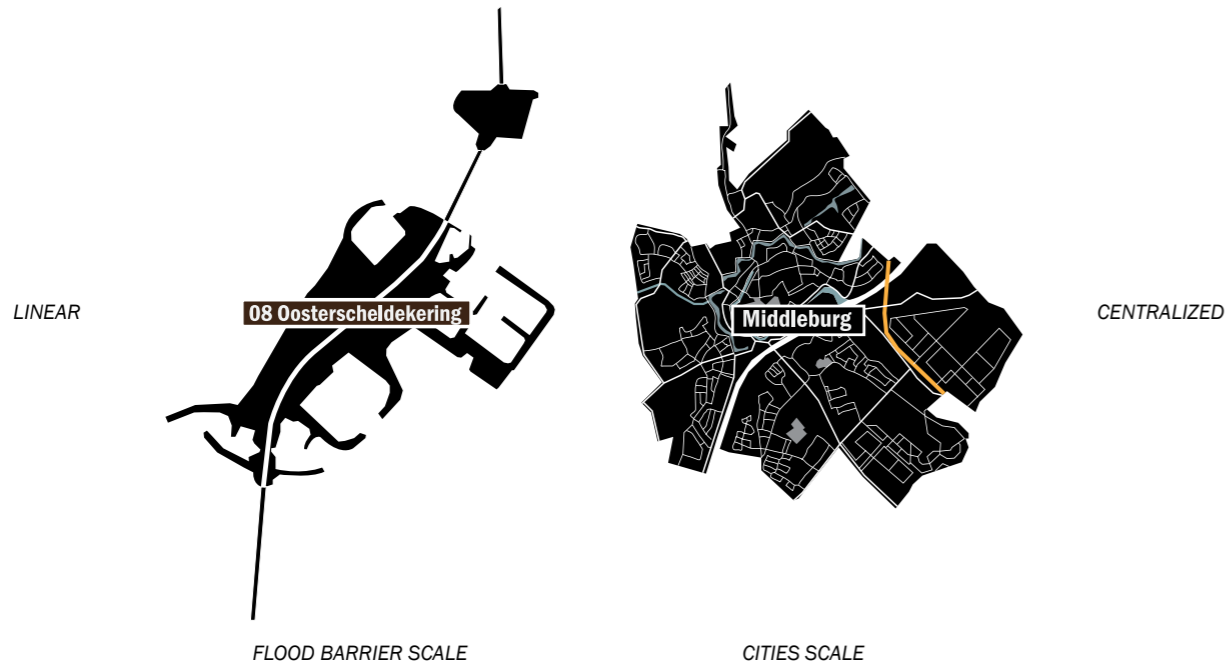 LINEAR
08 Oosterscheldekering
Middleburg
CENTRALIZED
FLOOD BARRIER SCALE
CITIES SCALE